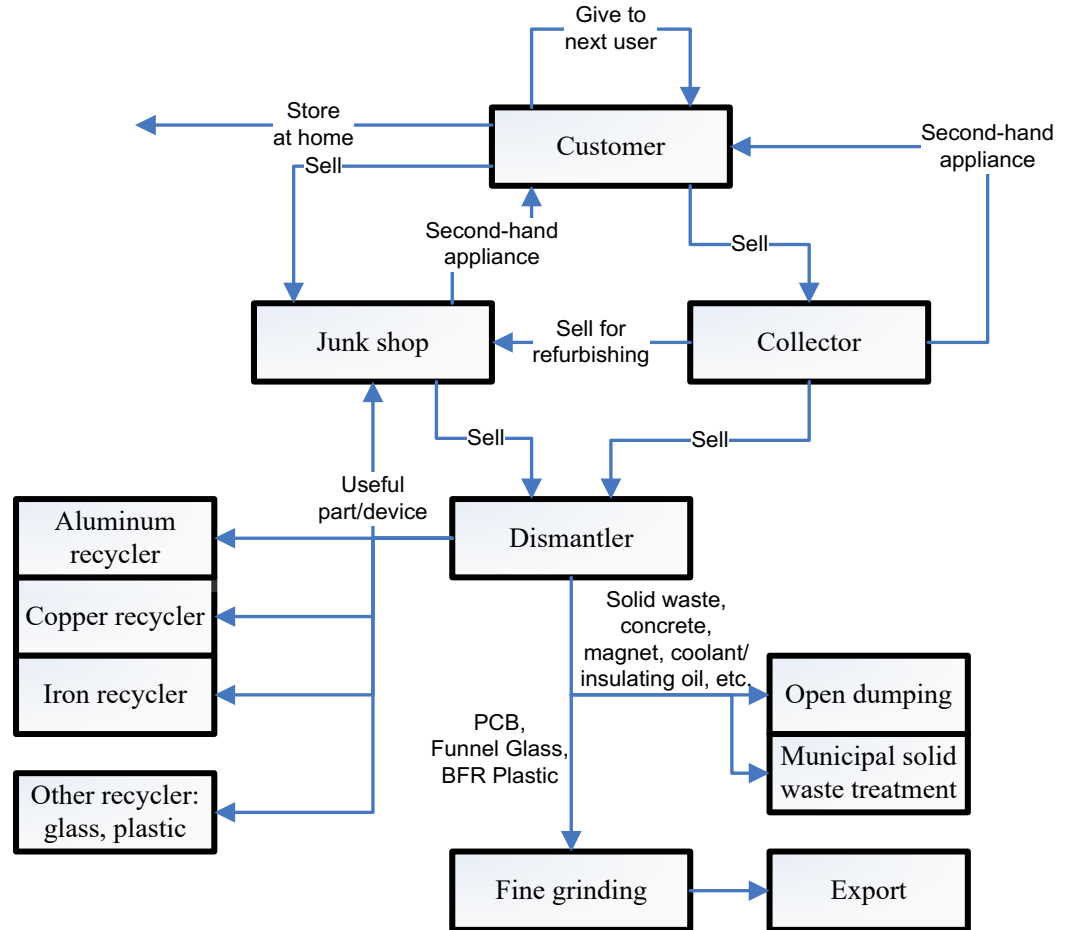 Give to
next user
Store
at home
Customer
Second-hand
appliance
Sell
Second-hand
appliance
Sell
Junk shop
Sell for
refurbishing
Collector
Sell
Sell
Useful
part/device
Aluminum
recycler
Dismantler
Copper recycler
Solid waste,
concrete,
magnet, coolant/
insulating oil, etc.
Iron recycler
Open dumping
PCB,
Funnel Glass,
BFR Plastic
Municipal solid
waste treatment
Other recycler:
glass, plastic
Fine grinding
Export